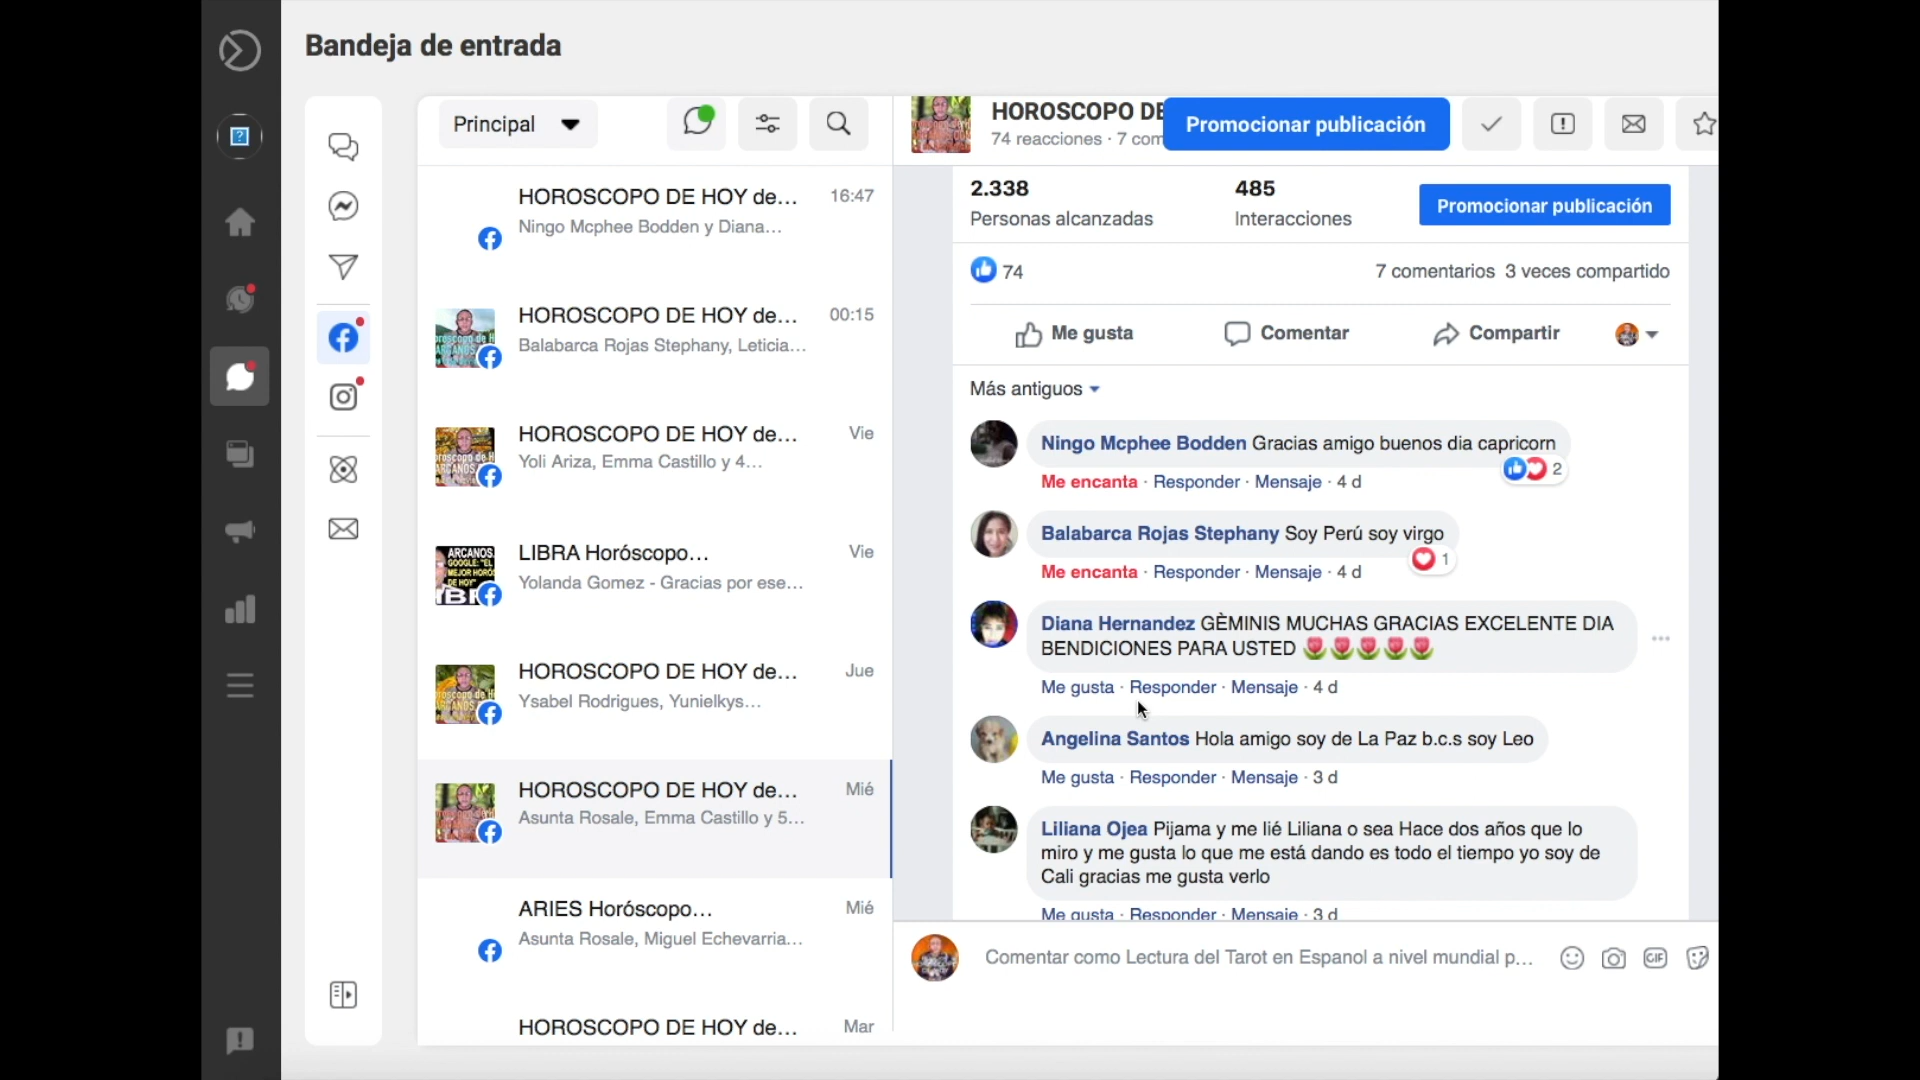 Bandeja de entrada
Principal
HOROSCOPO DE HOY de... 16:47
Ningo Mcphee Bodden y Diana...
HOROSCOPO DE HOY de... 00:15
Balabarca Rojas Stephany, Leticia...
HOROSCOPO DE HOY de... Vie
Yoli Ariza, Emma Castillo y 4...
LIBRA Horóscopo... Vie
Yolanda Gomez - Gracias por ese...
ARCANOS.
GOOGLE: "EL
MEJOR HORÓS
DE HOY"
HOROSCOPO DE HOY de... Jue
Ysabel Rodrigues, Yunielkys...
HOROSCOPO DE HOY de... Mié
Asunta Rosale, Emma Castillo y 5...
ARIES Horóscopo... Mié
Asunta Rosale, Miguel Echevarria...
HOROSCOPO DE HOY de... Mar
HOROSCOPO DE
74 reacciones · 7 com
Promocionar publicación
2.338
Personas alcanzadas
485
Interacciones
Promocionar publicación
74
7 comentarios 3 veces compartido
Me gusta Comentar Compartir
Más antiguos
Ningo Mcphee Bodden Gracias amigo buenos dia capricorn
2
Me encanta · Responder · Mensaje · 4 d
Balabarca Rojas Stephany Soy Perú soy virgo
1
Me encanta · Responder · Mensaje · 4 d
Diana Hernandez GÈMINIS MUCHAS GRACIAS EXCELENTE DIA
BENDICIONES PARA USTED 🌷🌷🌷🌷🌷
Me gusta · Responder · Mensaje · 4 d
Angelina Santos Hola amigo soy de La Paz b.c.s soy Leo
Me gusta · Responder · Mensaje · 3 d
Liliana Ojea Pijama y me lié Liliana o sea Hace dos años que lo
miro y me gusta lo que me está dando es todo el tiempo yo soy de
Cali gracias me gusta verlo
Me gusta · Responder · Mensaje · 3 d
Comentar como Lectura del Tarot en Espanol a nivel mundial p...
GIF